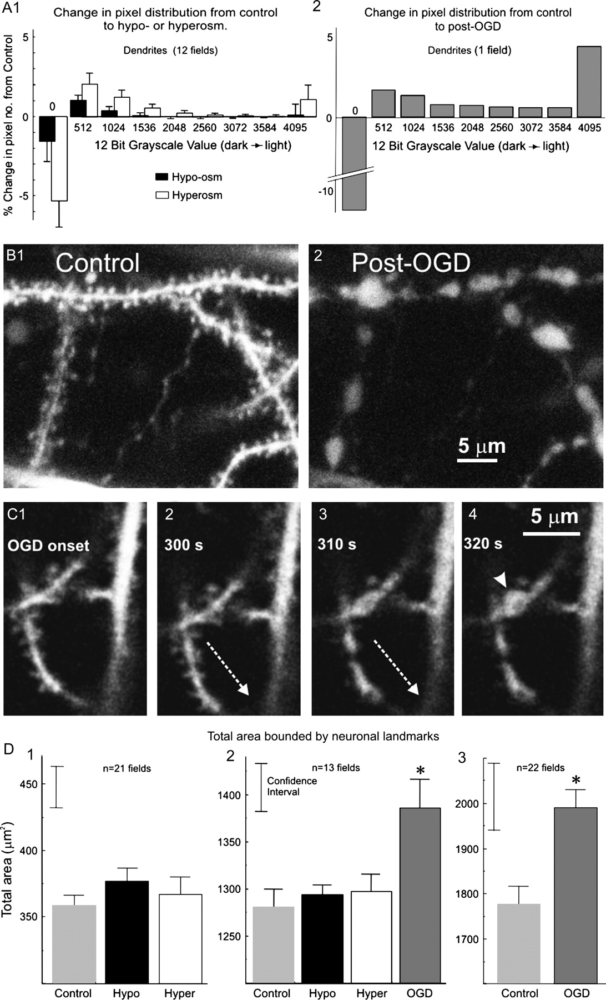 A1
Change in pixel distribution from control
to hypo- or hyperosm.
Dendrites (12 fields)
% Change in pixel no. from Control
5
0
-5
0
512 1024 1536 2048 2560 3072 3584 4095
12 Bit Grayscale Value (dark → light)
Hypo-osm
Hyperosm
2
Change in pixel distribution from control
to post-OGD
Dendrites (1 field)
5
0
-10
0
512 1024 1536 2048 2560 3072 3584 4095
12 Bit Grayscale Value (dark → light)
B1
Control
2
Post-OGD
5 μm
C1
OGD onset
2
300 s
3
310 s
4
5 μm
320 s
Total area bounded by neuronal landmarks
D
1
n=21 fields
Total area (μm²)
450
400
350
Control Hypo Hyper
2
n=13 fields
Confidence
Interval
*
1400
1350
1300
1250
Control Hypo Hyper OGD
3
n=22 fields
*
2000
1900
1800
1700
Control OGD